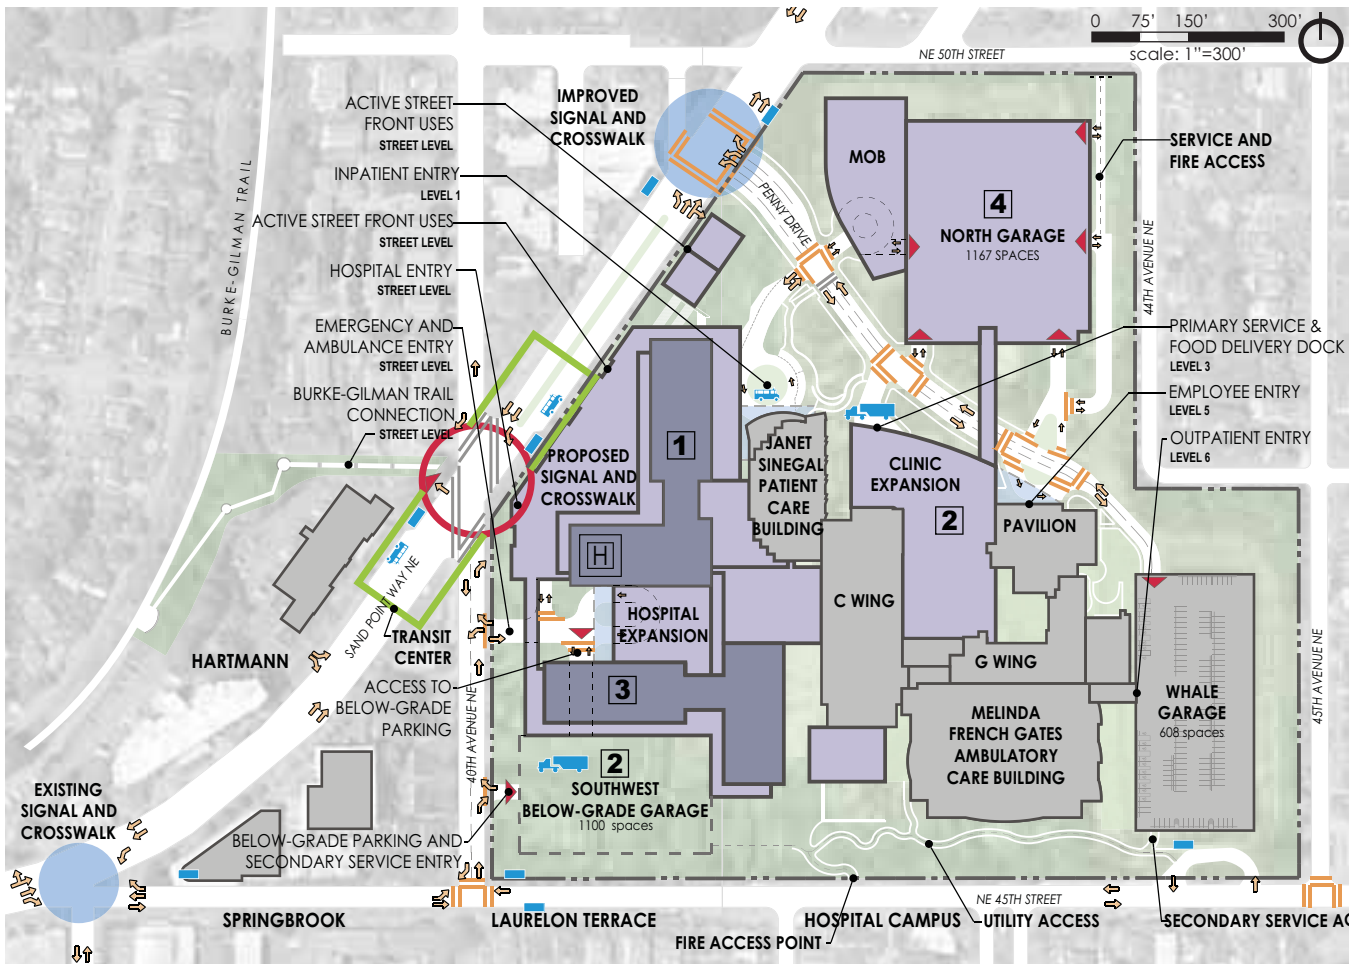 0 75' 150' 300'
scale: 1"=300'
NE 50TH STREET
ACTIVE STREET
FRONT USES
STREET LEVEL
IMPROVED
SIGNAL AND
CROSSWALK
INPATIENT ENTRY
LEVEL 1
ACTIVE STREET FRONT USES
STREET LEVEL
HOSPITAL ENTRY
STREET LEVEL
EMERGENCY AND
AMBULANCE ENTRY
STREET LEVEL
BURKE-GILMAN TRAIL
CONNECTION
STREET LEVEL
BURKE-GILMAN TRAIL
PENNY DRIVE
MOB
4
NORTH GARAGE
1167 SPACES
SERVICE AND
FIRE ACCESS
44TH AVENUE NE
PRIMARY SERVICE &
FOOD DELIVERY DOCK
LEVEL 3
EMPLOYEE ENTRY
LEVEL 5
OUTPATIENT ENTRY
LEVEL 6
PROPOSED
SIGNAL AND
CROSSWALK
1
JANET
SINEGAL
PATIENT
CARE
BUILDING
CLINIC
EXPANSION
2
PAVILION
H
HOSPITAL
EXPANSION
C WING
G WING
3
SAND POINT WAY NE
HARTMANN
TRANSIT
CENTER
ACCESS TO
BELOW-GRADE
PARKING
40TH AVENUE NE
MELINDA
FRENCH GATES
AMBULATORY
CARE BUILDING
WHALE
GARAGE
608 spaces
45TH AVENUE NE
2
SOUTHWEST
BELOW-GRADE GARAGE
1100 spaces
EXISTING
SIGNAL AND
CROSSWALK
BELOW-GRADE PARKING AND
SECONDARY SERVICE ENTRY
NE 45TH STREET
SPRINGBROOK
LAURELON TERRACE
HOSPITAL CAMPUS
UTILITY ACCESS
SECONDARY SERVICE AC
FIRE ACCESS POINT